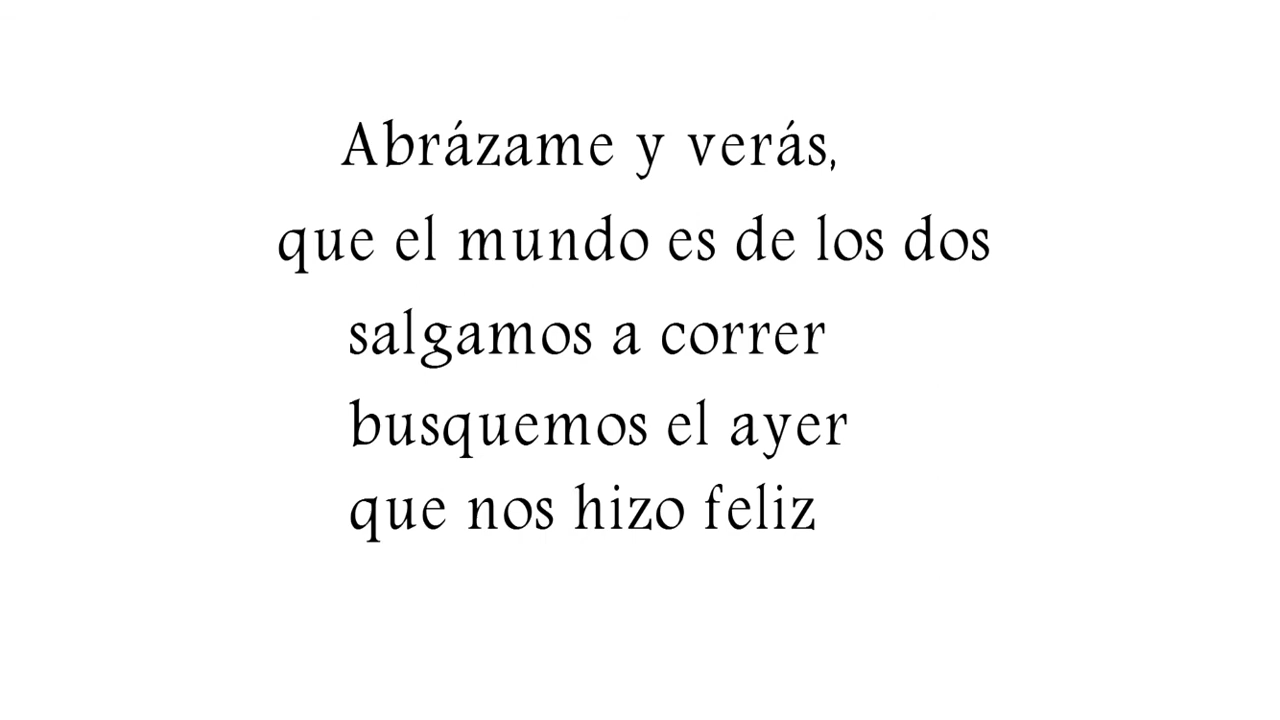 Abrázame y verás,
que el mundo es de los dos
salgamos a correr
busquemos el ayer
que nos hizo feliz